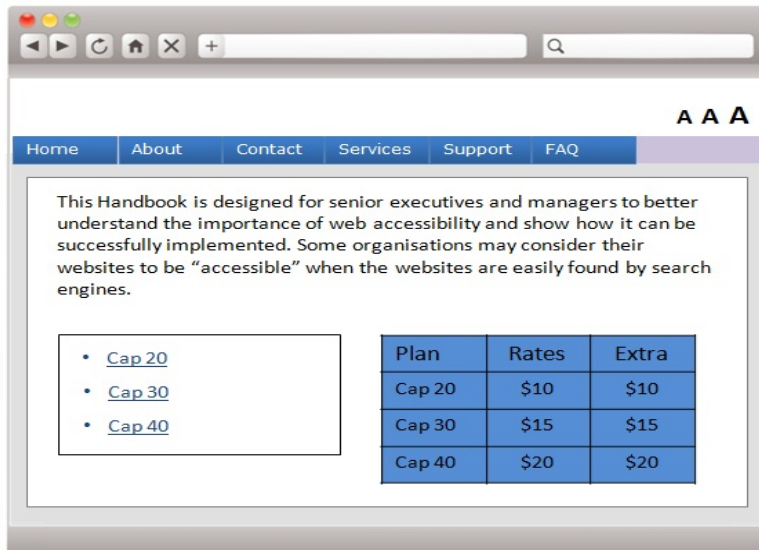 A A A
Home About Contact Services Support FAQ
This Handbook is designed for senior executives and managers to better
understand the importance of web accessibility and show how it can be
successfully implemented. Some organisations may consider their
websites to be “accessible” when the websites are easily found by search
engines.
• Cap 20
• Cap 30
• Cap 40
Plan Rates Extra
Cap 20 $10 $10
Cap 30 $15 $15
Cap 40 $20 $20